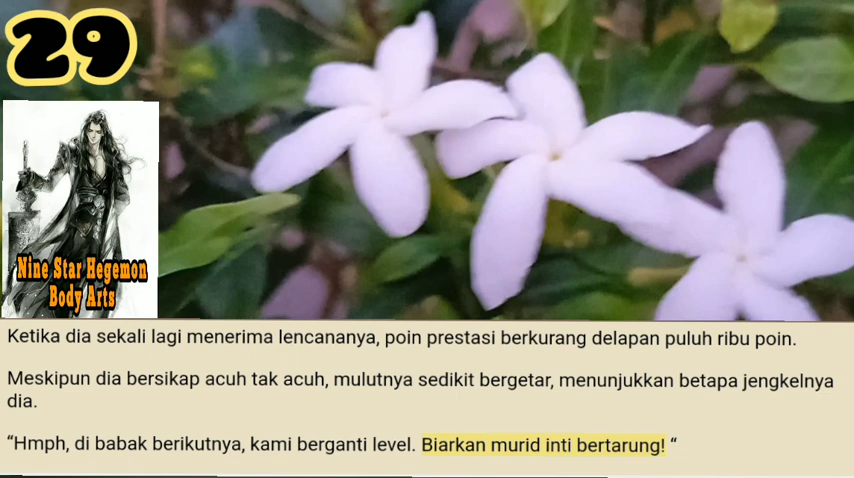 29
Nine Star Hegemon
Body Arts
Ketika dia sekali lagi menerima lencananya, poin prestasi berkurang delapan puluh ribu poin.
Meskipun dia bersikap acuh tak acuh, mulutnya sedikit bergetar, menunjukkan betapa jengkelnya
dia.
“Hmph, di babak berikutnya, kami berganti level. Biarkan murid inti bertarung! “